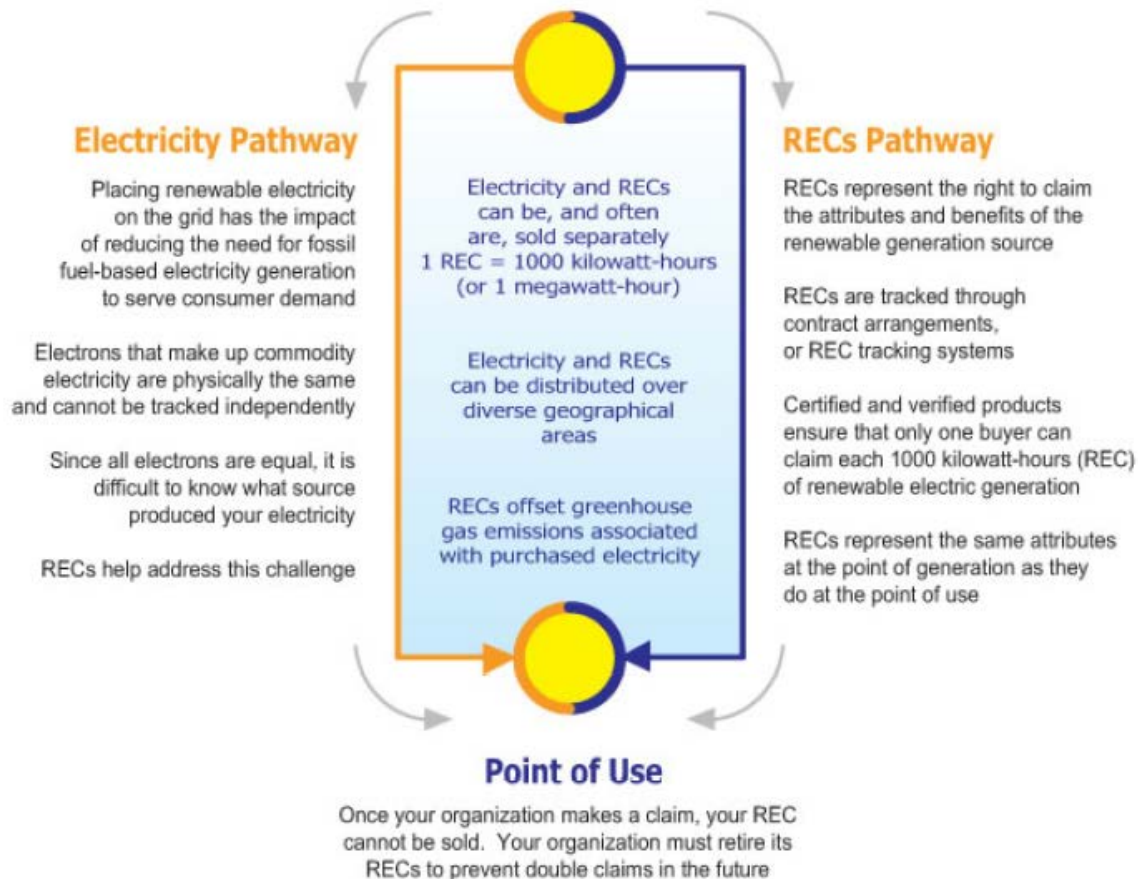 Electricity Pathway
Placing renewable electricity
on the grid has the impact
of reducing the need for fossil
fuel-based electricity generation
to serve consumer demand
Electrons that make up commodity
electricity are physically the same
and cannot be tracked independently
Since all electrons are equal, it is
difficult to know what source
produced your electricity
RECs help address this challenge
Electricity and RECs
can be, and often
are, sold separately
1 REC = 1000 kilowatt-hours
(or 1 megawatt-hour)
Electricity and RECs
can be distributed over
diverse geographical
areas
RECs offset greenhouse
gas emissions associated
with purchased electricity
RECs Pathway
RECs represent the right to claim
the attributes and benefits of the
renewable generation source
RECs are tracked through
contract arrangements,
or REC tracking systems
Certified and verified products
ensure that only one buyer can
claim each 1000 kilowatt-hours (REC)
of renewable electric generation
RECs represent the same attributes
at the point of generation as they
do at the point of use
Point of Use
Once your organization makes a claim, your REC
cannot be sold. Your organization must retire its
RECs to prevent double claims in the future